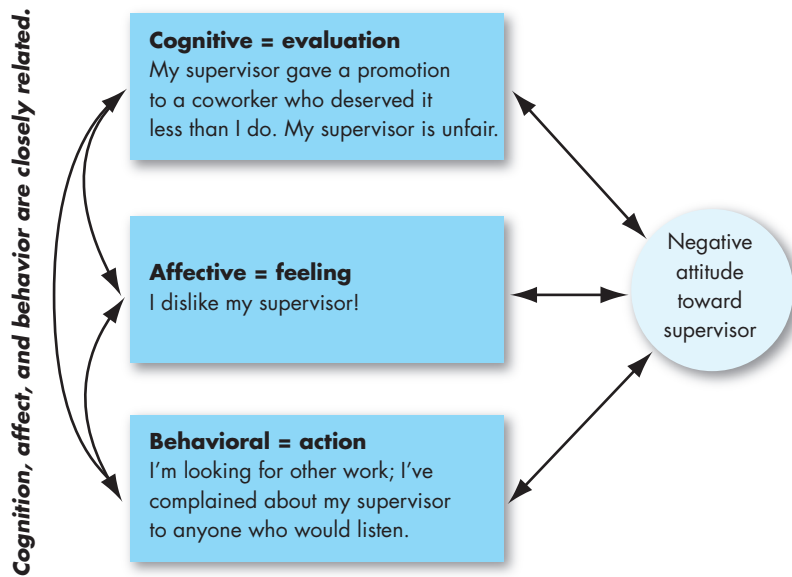 Cognition, affect, and behavior are closely related.
Cognitive = evaluation
My supervisor gave a promotion
to a coworker who deserved it
less than I do. My supervisor is unfair.
Affective = feeling
I dislike my supervisor!
Behavioral = action
I'm looking for other work; I've
complained about my supervisor
to anyone who would listen.
Negative
attitude
toward
supervisor